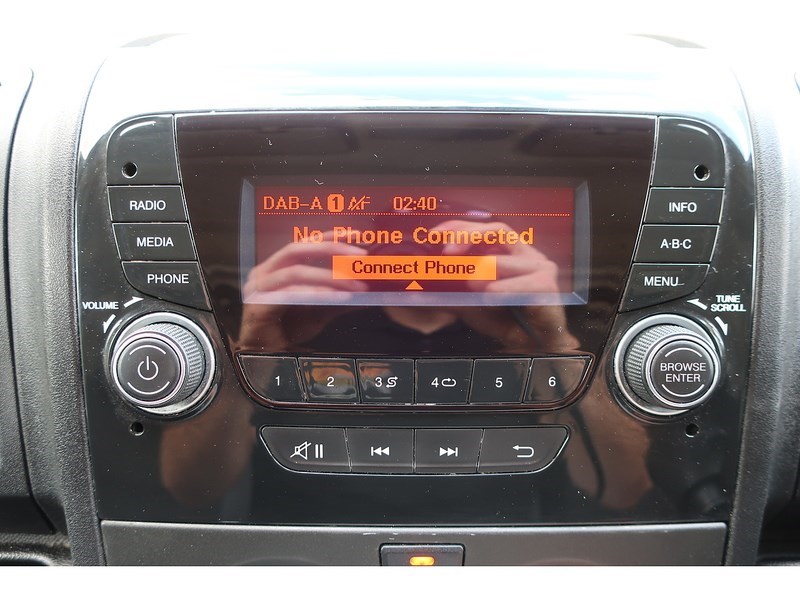 RADIO
MEDIA
PHONE
VOLUME
DAB-A 1 AF 02:40
No Phone Connected
Connect Phone
INFO
A·B·C
MENU
TUNE
SCROLL
BROWSE
ENTER
1 2 3 4 5 6